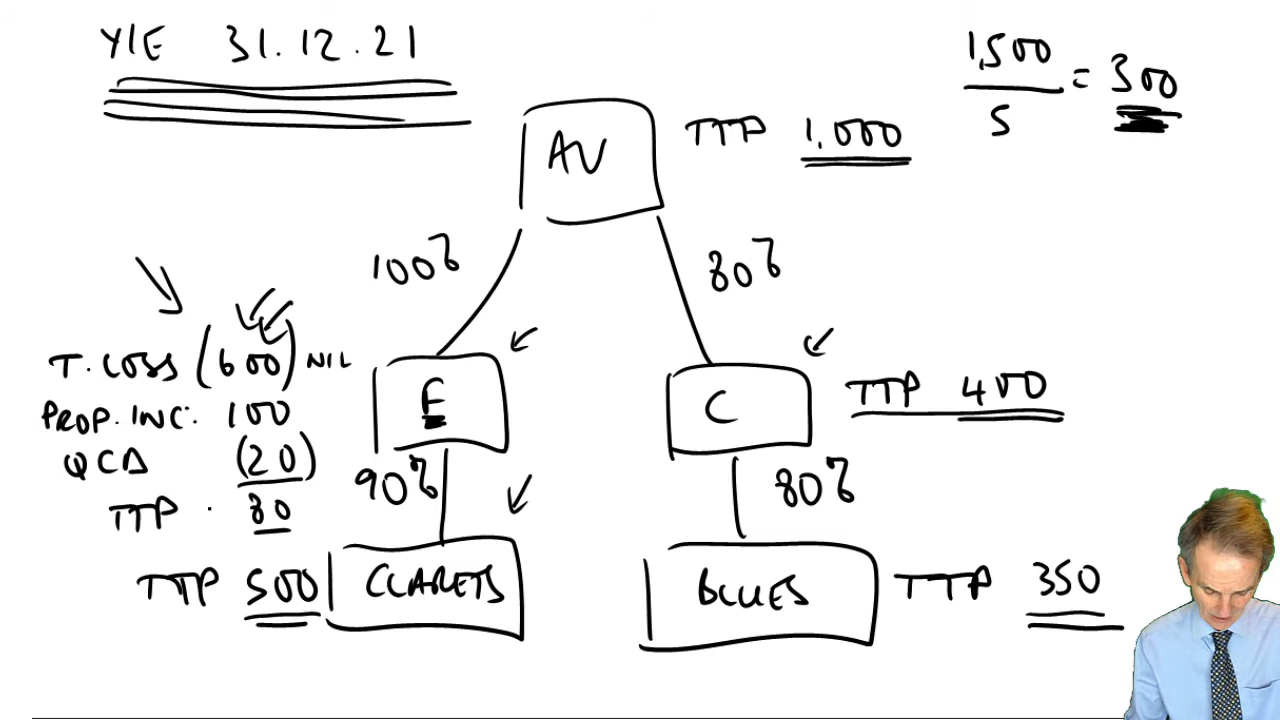 Y/E 31.12.21
1,500
5
= 300
AV
TTP 1,000
100%
80%
T. LOSS (600) NIL
PROP. INC. 100
QCD (20)
TTP . 80
E
C
TTP 400
90%
80%
TTP 500
CLARETS
BLUES
TTP 350